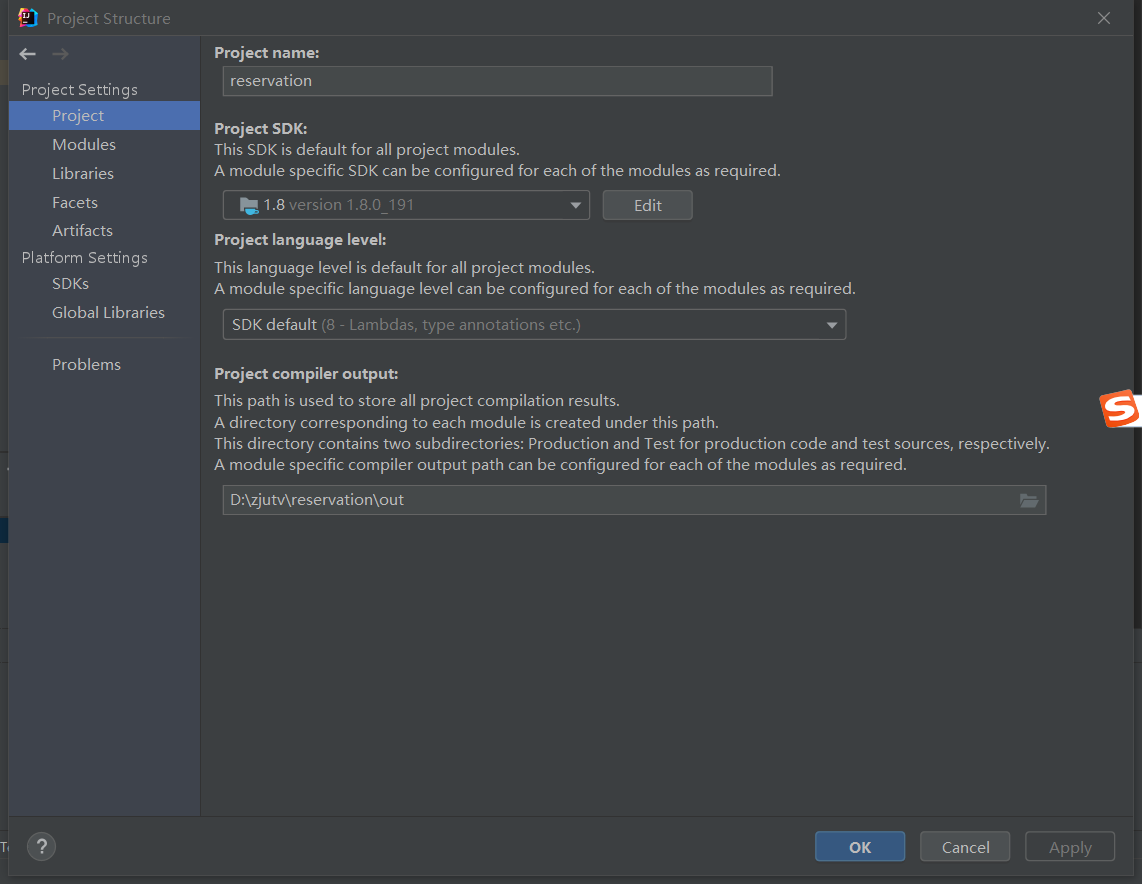 Project Structure
Project Settings
Project
Modules
Libraries
Facets
Artifacts
Platform Settings
SDKs
Global Libraries
Problems
Project name:
reservation
Project SDK:
This SDK is default for all project modules.
A module specific SDK can be configured for each of the modules as required.
1.8 version 1.8.0_191
Edit
Project language level:
This language level is default for all project modules.
A module specific language level can be configured for each of the modules as required.
SDK default (8 - Lambdas, type annotations etc.)
Project compiler output:
This path is used to store all project compilation results.
A directory corresponding to each module is created under this path.
This directory contains two subdirectories: Production and Test for production code and test sources, respectively.
A module specific compiler output path can be configured for each of the modules as required.
D:\zjutv\reservation\out
?
OK
Cancel
Apply